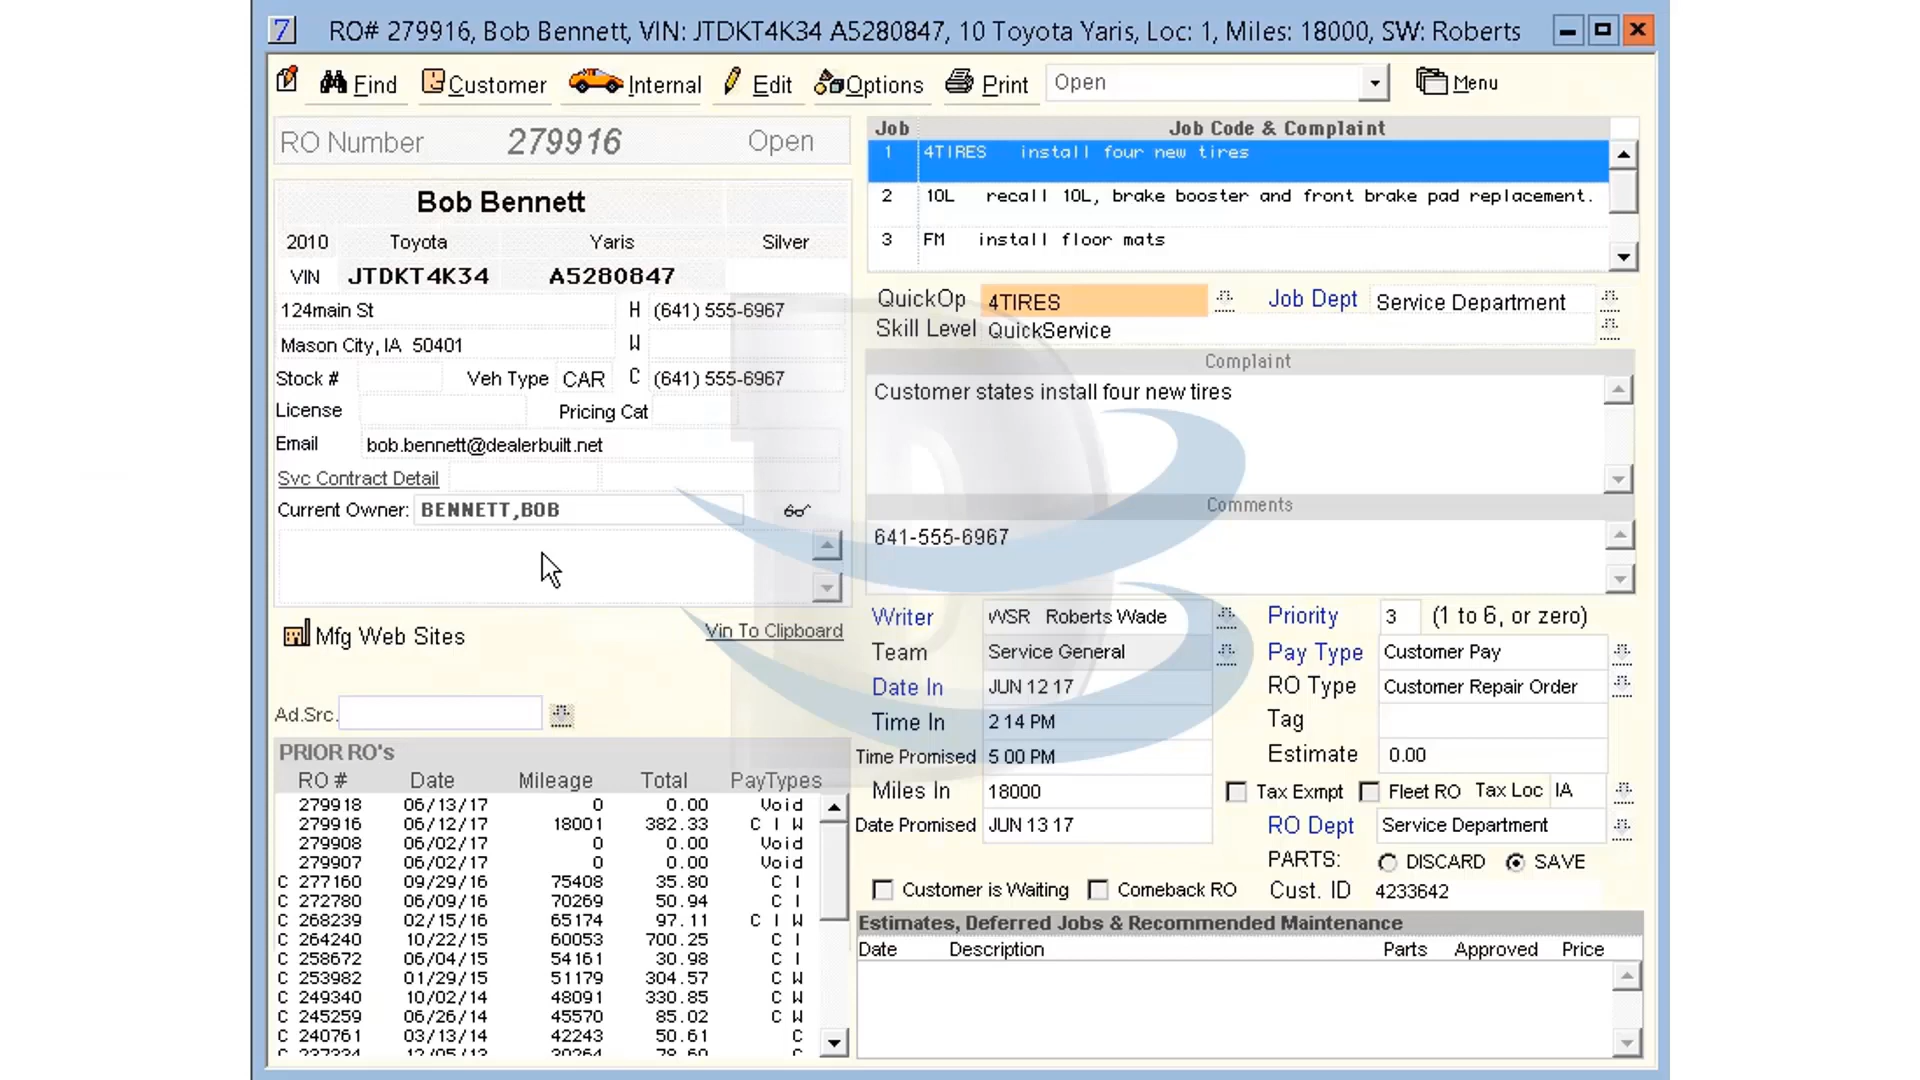 7 RO# 279916, Bob Bennett, VIN: JTDKT4K34 A5280847, 10 Toyota Yaris, Loc: 1, Miles: 18000, SW: Roberts
Find Customer Internal Edit Options Print Open Menu
RO Number 279916 Open
Bob Bennett
2010 Toyota Yaris Silver
VIN JTDKT4K34 A5280847
124main St H (641) 555-6967
Mason City, IA 50401 W
Stock # Veh Type CAR C (641) 555-6967
License Pricing Cat
Email bob.bennett@dealerbuilt.net
Svc Contract Detail
Current Owner: BENNETT,BOB
Mfg Web Sites Vin To Clipboard
Ad.Src.
PRIOR RO's
RO # Date Mileage Total PayTypes
279918 06/13/17 0 0.00 Void
279916 06/12/17 18001 382.33 C I W
279908 06/02/17 0 0.00 Void
279907 06/02/17 0 0.00 Void
C 277160 09/29/16 75408 35.80 C I
C 272780 06/09/16 70269 50.94 C I
C 268239 02/15/16 65174 97.11 C I W
C 264240 10/22/15 60053 700.25 C I
C 258672 06/04/15 54161 30.98 C I
C 253982 01/29/15 51179 304.57 C W
C 249340 10/02/14 48091 330.85 C W
C 245259 06/26/14 45570 85.02 C W
C 240761 03/13/14 42243 50.61 C
Job Job Code & Complaint
1 4TIRES install four new tires
2 10L recall 10L, brake booster and front brake pad replacement.
3 FM install floor mats
QuickOp 4TIRES Job Dept Service Department
Skill Level QuickService
Complaint
Customer states install four new tires
Comments
641-555-6967
Writer WSR Roberts Wade Priority 3 (1 to 6, or zero)
Team Service General Pay Type Customer Pay
Date In JUN 12 17 RO Type Customer Repair Order
Time In 2 14 PM Tag
Time Promised 5 00 PM Estimate 0.00
Miles In 18000 Tax Exmpt Fleet RO Tax Loc IA
Date Promised JUN 13 17 RO Dept Service Department
PARTS: DISCARD SAVE
Customer is Waiting Comeback RO Cust. ID 4233642
Estimates, Deferred Jobs & Recommended Maintenance
Date Description Parts Approved Price